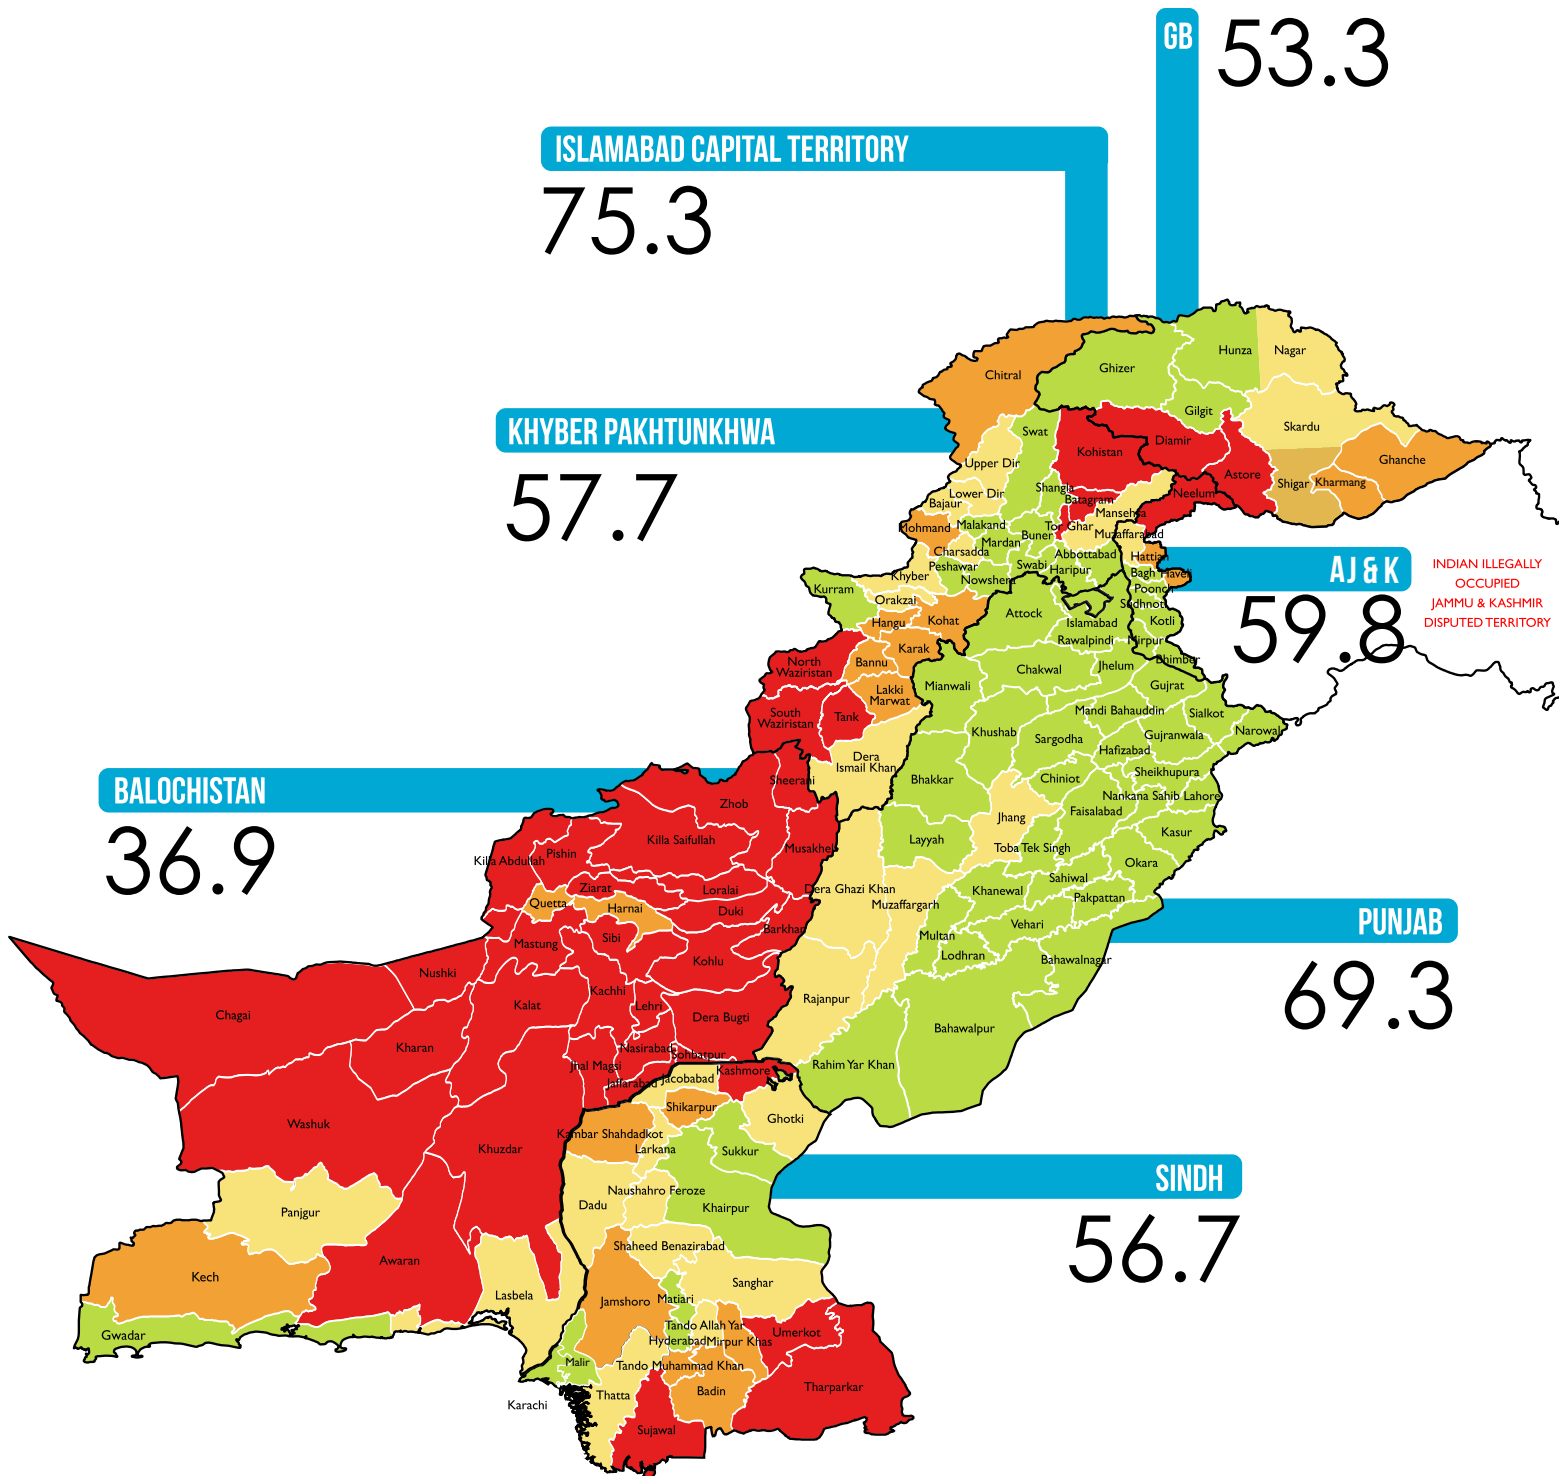 GB
53.3
ISLAMABAD CAPITAL TERRITORY
75.3
Hunza
Nagar
Ghizer
Chitral
Gilgit
Skardu
KHYBER PAKHTUNKHWA
57.7
Swat
Kohistan
Diamir
Ghanche
Upper Dir
Astore
Shigar
Kharmang
Shangla
Lower Dir
Neelum
Batagram
Bajaur
Mansehra
Mohmand
Malakand
Tor Ghar
Buner
Muzaffarabad
Mardan
Charsadda
Abbottabad
Hattian
Peshawar
Swabi
Haripur
Bagh
Haveli
Khyber
Nowshera
Kurram
Poonch
Orakzai
Sudhnoti
AJ & K
59.8
INDIAN ILLEGALLY
OCCUPIED
JAMMU & KASHMIR
DISPUTED TERRITORY
Attock
Hangu
Kohat
Islamabad
Kotli
Rawalpindi
Mirpur
Karak
North
Waziristan
Bannu
Chakwal
Jhelum
Bhimber
Lakki
Marwat
Mianwali
Gujrat
South
Waziristan
Tank
Mandi Bahauddin
Sialkot
Khushab
Sargodha
Gujranwala
Narowal
Hafizabad
Dera
Ismail Khan
Bhakkar
Chiniot
Sheikhupura
Sheerani
BALOCHISTAN
36.9
Zhob
Nankana Sahib
Lahore
Faisalabad
Jhang
Killa Saifullah
Layyah
Kasur
Musakhel
Toba Tek Singh
Killa Abdullah
Pishin
Okara
Sahiwal
Ziarat
Loralai
Dera Ghazi Khan
Khanewal
Quetta
Harnai
Duki
Muzaffargarh
Pakpattan
Barkhan
Vehari
PUNJAB
69.3
Mastung
Sibi
Multan
Lodhran
Bahawalnagar
Kohlu
Nushki
Kachhi
Rajanpur
Chagai
Kalat
Lehri
Dera Bugti
Bahawalpur
Kharan
Nasirabad
Sohbatpur
Jhal Magsi
Rahim Yar Khan
Jaffarabad
Jacobabad
Kashmore
Shikarpur
Washuk
Ghotki
Kambar Shahdadkot
Khuzdar
Larkana
Sukkur
SINDH
56.7
Naushahro Feroze
Panjgur
Dadu
Khairpur
Shaheed Benazirabad
Awaran
Kech
Sanghar
Lasbela
Jamshoro
Matiari
Gwadar
Tando Allah Yar
Umerkot
Hyderabad
Mirpur Khas
Malir
Tando Muhammad Khan
Thatta
Badin
Tharparkar
Karachi
Sujawal